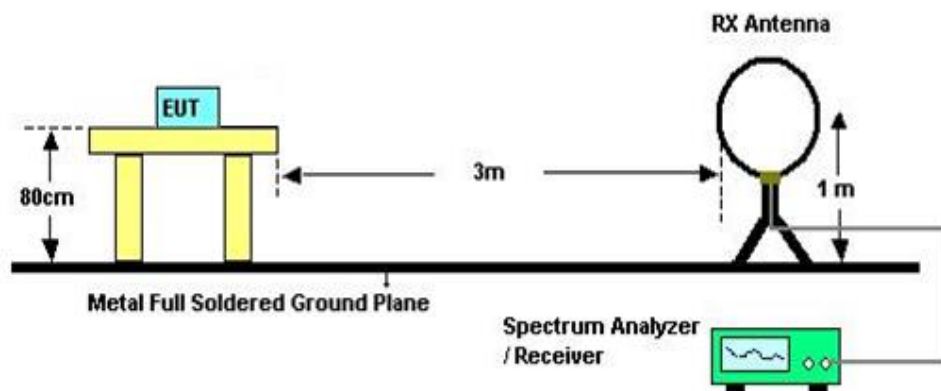 RX Antenna
EUT
3m
80cm
1 m
Metal Full Soldered Ground Plane
Spectrum Analyzer
/ Receiver